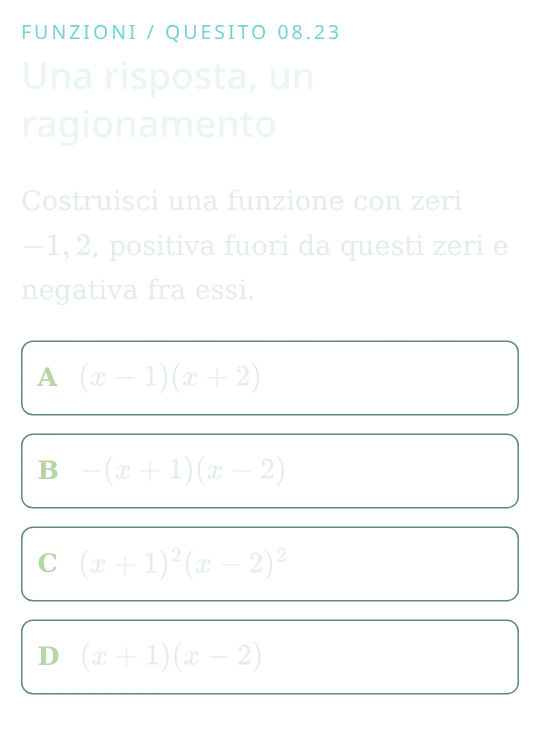 FUNZIONI / QUESITO 08.23
Una risposta, un
ragionamento
Costruisci una funzione con zeri
−1, 2, positiva fuori da questi zeri e
negativa fra essi.
A (x − 1)(x + 2)
B −(x + 1)(x − 2)
C (x + 1)²(x − 2)²
D (x + 1)(x − 2)